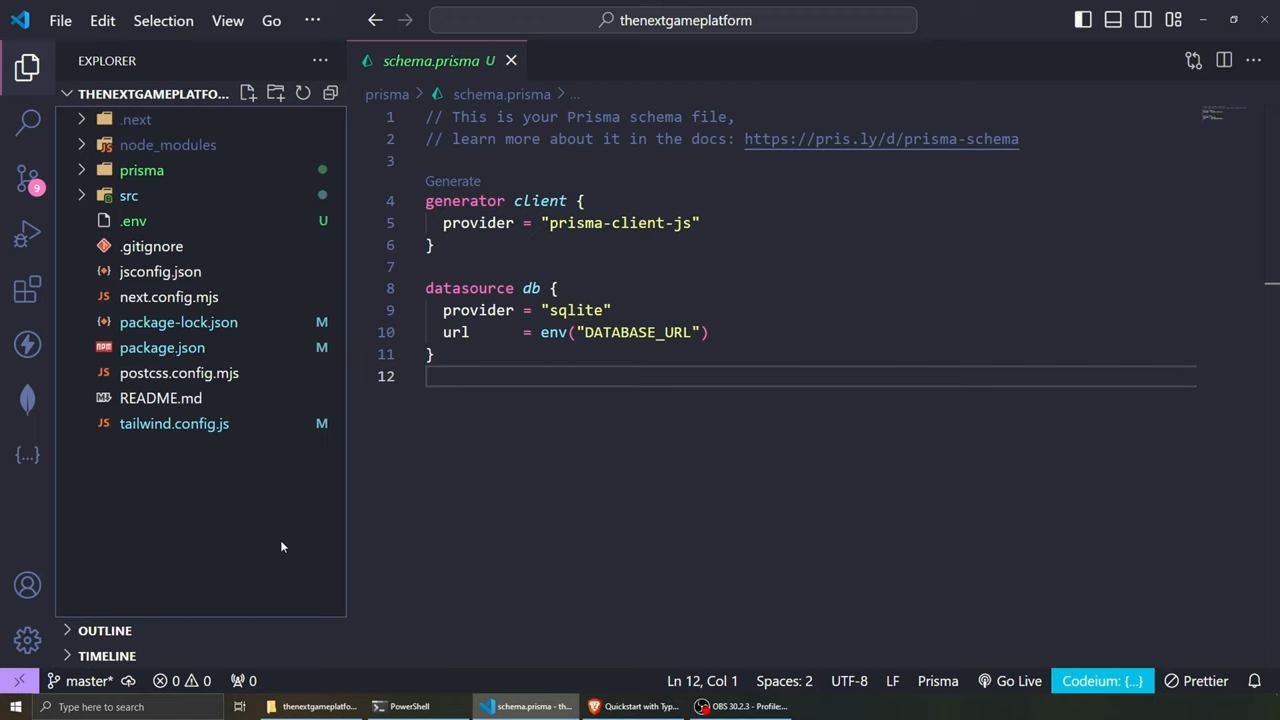 File Edit Selection View Go ···
thenextgameplatform
EXPLORER
THENEXTGAMEPLATFO...
.next
node_modules
prisma
src
.env U
.gitignore
jsconfig.json
next.config.mjs
package-lock.json M
package.json M
postcss.config.mjs
README.md
tailwind.config.js M
OUTLINE
TIMELINE
9
schema.prisma U
prisma > schema.prisma > ...
1 // This is your Prisma schema file,
2 // learn more about it in the docs: https://pris.ly/d/prisma-schema
3
Generate
4 generator client {
5 provider = "prisma-client-js"
6 }
7
8 datasource db {
9 provider = "sqlite"
10 url = env("DATABASE_URL")
11 }
12
master* 0 0 0 Ln 12, Col 1 Spaces: 2 UTF-8 LF Prisma Go Live Codeium: {...} Prettier
Type here to search thenextgameplatfo... PowerShell schema.prisma - th... Quickstart with Typ... OBS 30.2.3 - Profile:...